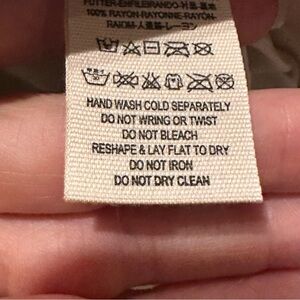 100% RAYON-RAYONNE-RAYON-
HAND WASH COLD SEPARATELY
DO NOT WRING OR TWIST
DO NOT BLEACH
RESHAPE & LAY FLAT TO DRY
DO NOT IRON
DO NOT DRY CLEAN